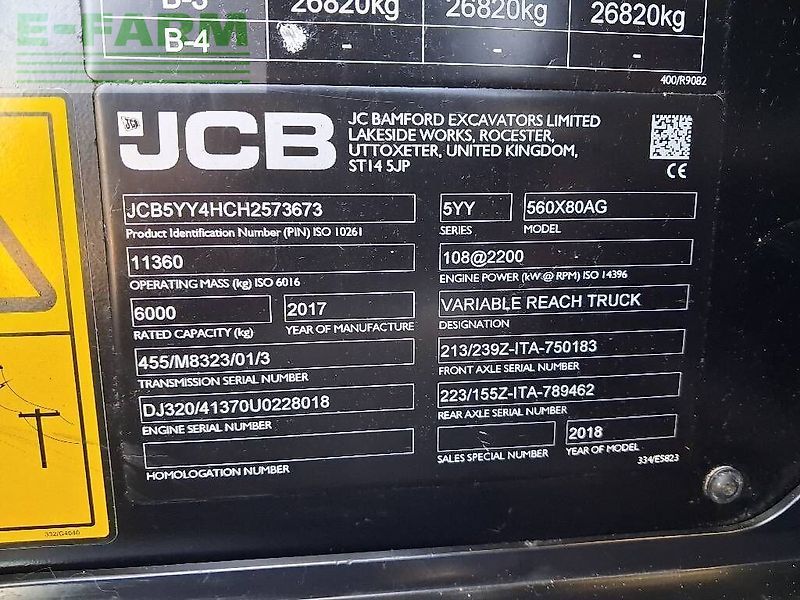 B-3 26820kg 26820kg 26820kg
B-4 - - -
E-FARM
400/R9082
JCB
JC BAMFORD EXCAVATORS LIMITED
LAKESIDE WORKS, ROCESTER,
UTTOXETER, UNITED KINGDOM,
ST14 5JP
CE
JCB5YY4HCH2573673
Product Identification Number (PIN) ISO 10261
5YY
SERIES
560X80AG
MODEL
11360
OPERATING MASS (kg) ISO 6016
108@2200
ENGINE POWER (kW @ RPM) ISO 14396
6000
RATED CAPACITY (kg)
2017
YEAR OF MANUFACTURE
VARIABLE REACH TRUCK
DESIGNATION
455/M8323/01/3
TRANSMISSION SERIAL NUMBER
213/239Z-ITA-750183
FRONT AXLE SERIAL NUMBER
DJ320/41370U0228018
ENGINE SERIAL NUMBER
223/155Z-ITA-789462
REAR AXLE SERIAL NUMBER
HOMOLOGATION NUMBER
SALES SPECIAL NUMBER
2018
YEAR OF MODEL
334/E5823